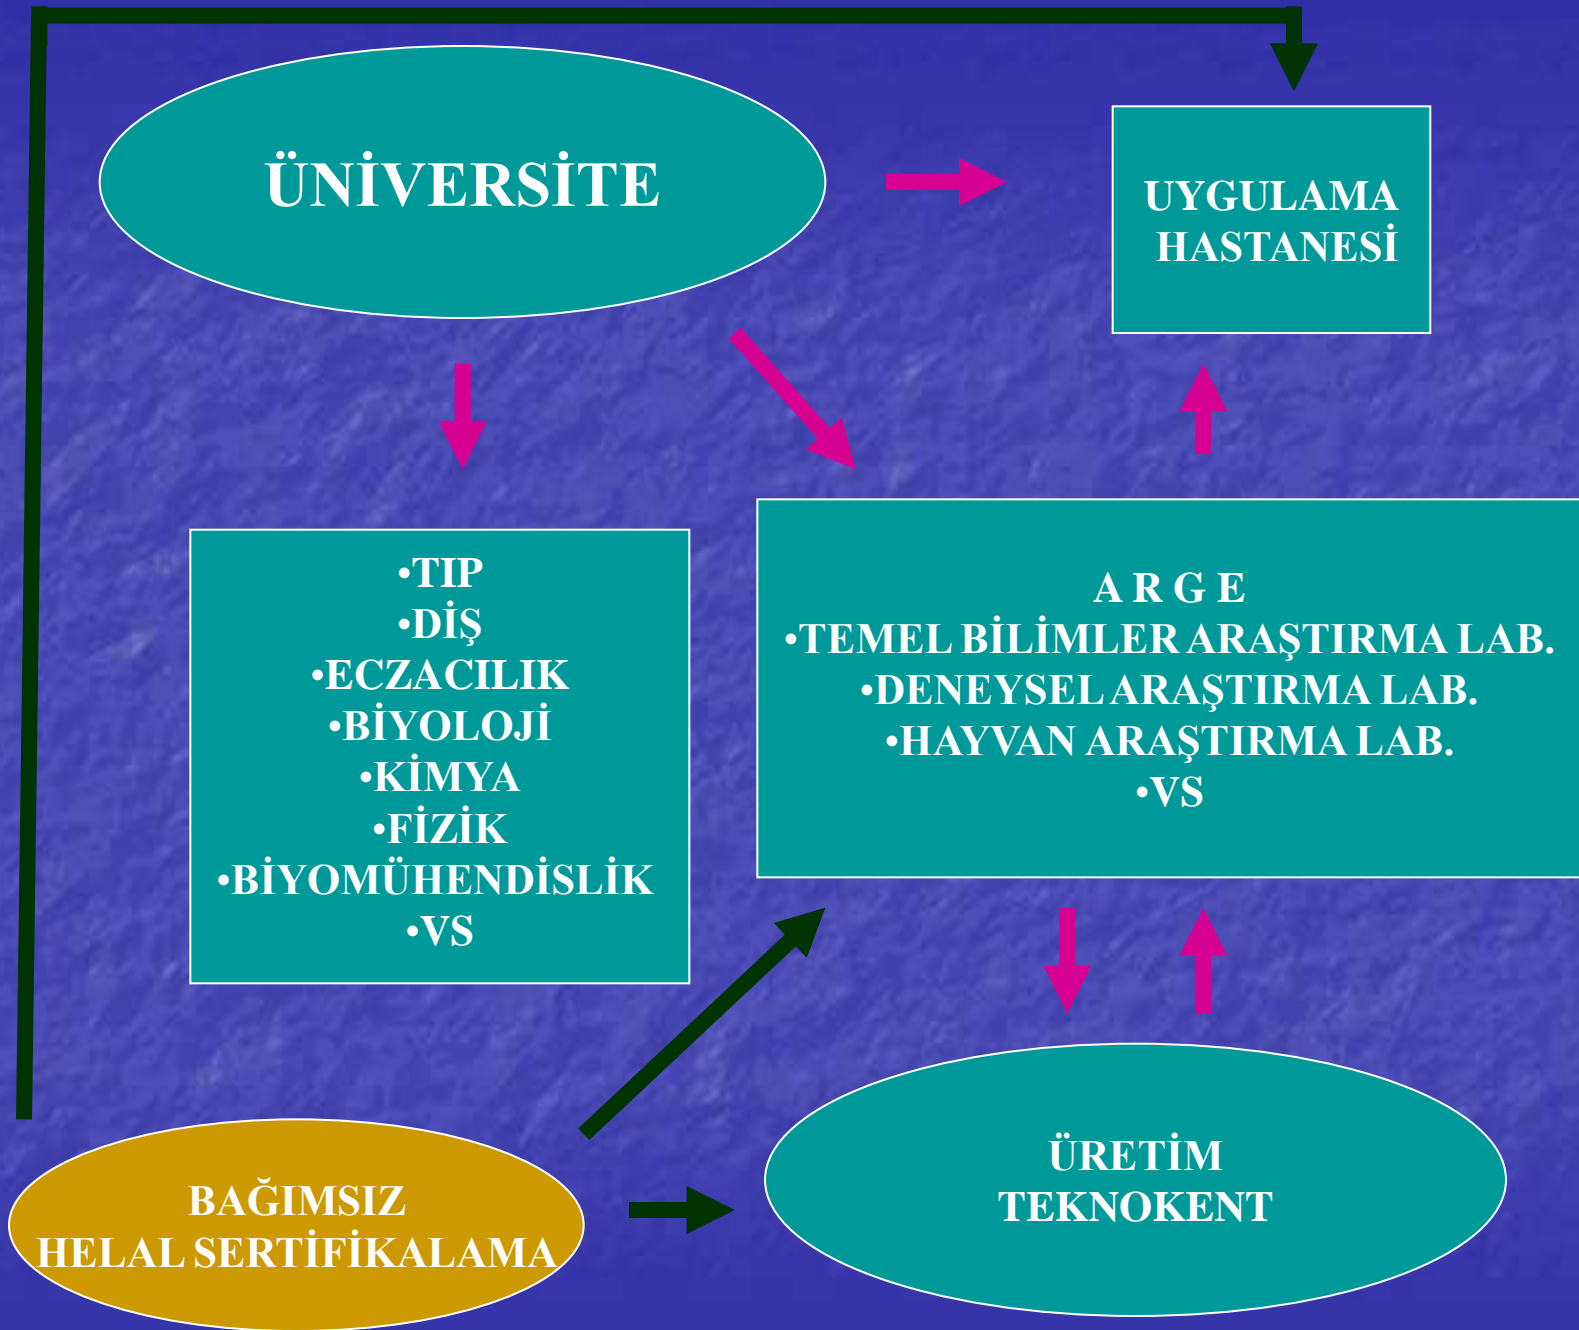 ÜNİVERSİTE
UYGULAMA
HASTANESİ
•TIP
•DİŞ
•ECZACILIK
•BİYOLOJİ
•KİMYA
•FİZİK
•BİYOMÜHENDİSLİK
•VS
A R G E
•TEMEL BİLİMLER ARAŞTIRMA LAB.
•DENEYSEL ARAŞTIRMA LAB.
•HAYVAN ARAŞTIRMA LAB.
•VS
BAĞIMSIZ
HELAL SERTİFİKALAMA
ÜRETİM
TEKNOKENT